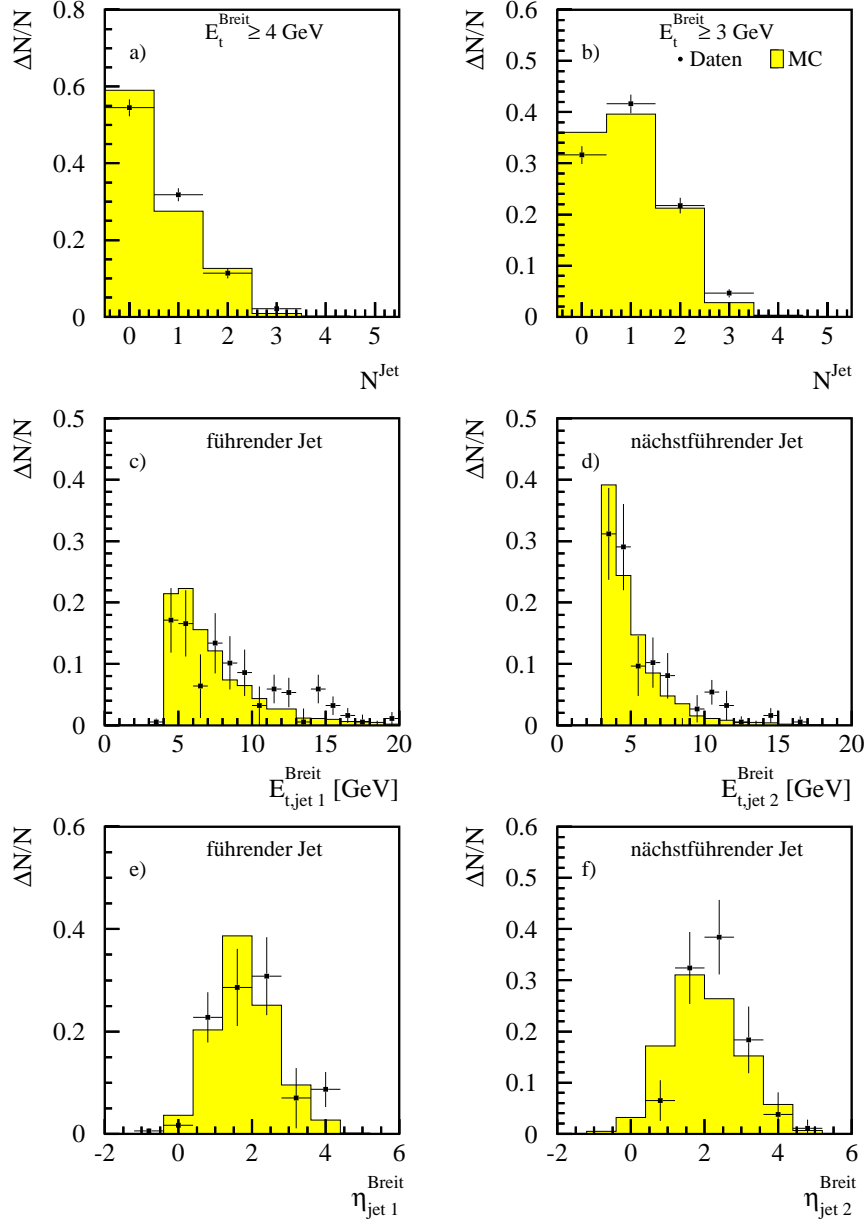 E_t^Breit ≥ 4 GeV
a)
ΔN/N
0.8
0.6
0.4
0.2
0
0 1 2 3 4 5
N^Jet
E_t^Breit ≥ 3 GeV
b)
• Daten MC
ΔN/N
0.6
0.5
0.4
0.3
0.2
0.1
0
0 1 2 3 4 5
N^Jet
führender Jet
c)
ΔN/N
0.5
0.4
0.3
0.2
0.1
0
0 5 10 15 20
E_t,jet 1^Breit [GeV]
nächstführender Jet
d)
ΔN/N
0.5
0.4
0.3
0.2
0.1
0
0 5 10 15 20
E_t,jet 2^Breit [GeV]
führender Jet
e)
ΔN/N
0.6
0.4
0.2
0
-2 0 2 4 6
η_jet 1^Breit
nächstführender Jet
f)
ΔN/N
0.6
0.5
0.4
0.3
0.2
0.1
0
-2 0 2 4 6
η_jet 2^Breit